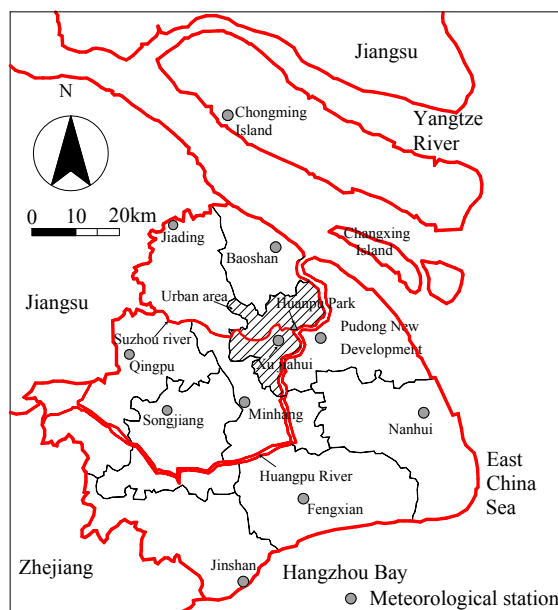 Jiangsu
N
Chongming
Island
Yangtze
River
0 10 20km
Jiading
Changxing
Island
Baoshan
Jiangsu
Urban area
Huanpu Park
Suzhou river
Pudong New
Development
Xu Jiahui
Qingpu
Songjiang
Minhang
Nanhui
Huangpu River
East
China
Sea
Fengxian
Zhejiang
Jinshan
Hangzhou Bay
Meteorological station